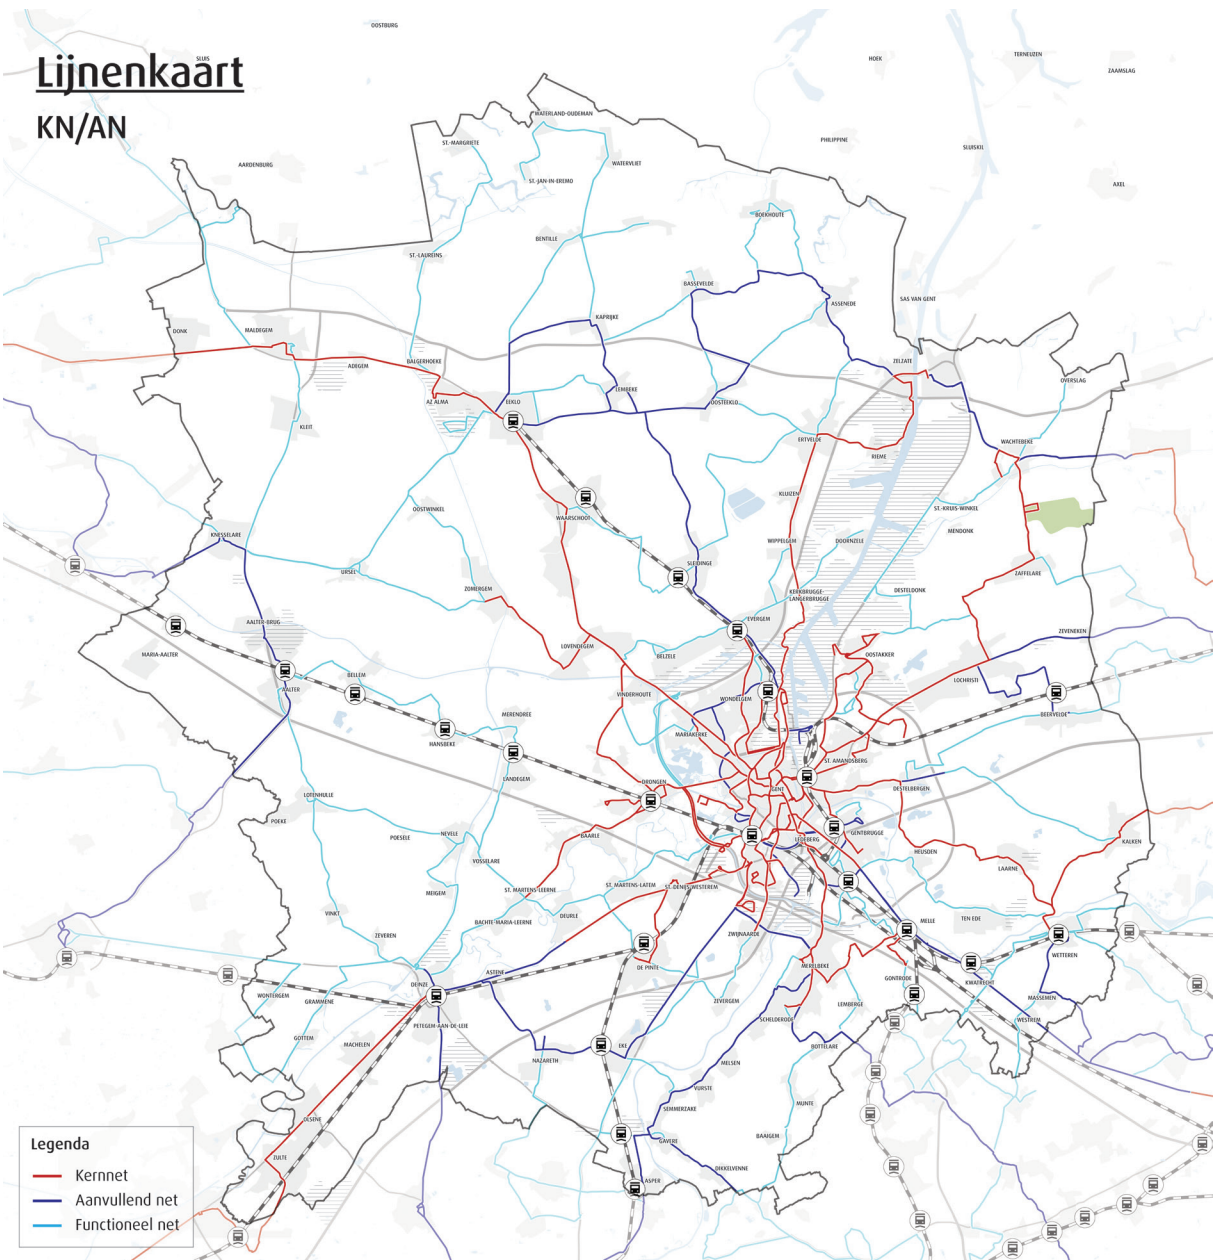 OOSTBURG
SLUIS
Lijnenkaart
KN/AN
HOEK
TERNEUZEN
ZAAMSLAG
WATERLAND-OUDEMAN
ST.-MARGRIETE
PHILIPPINE
SLUISKIL
AARDENBURG
WATERVLIET
ST.-JAN-IN-EREMO
AXEL
BOEKHOUTE
BENTILLE
ST.-LAUREINS
BASSEVELDE
ASSENEDE
SAS VAN GENT
KAPRIJKE
DONK
MALDEGEM
ADEGEM
BALGERHOEKE
ZELZATE
OVERSLAG
LEMBEKE
AZ ALMA
EEKLO
OOSTEEKLO
KLEIT
ERTVELDE
WACHTEBEKE
RIEME
KLUIZEN
OOSTWINKEL
WAARSCHOOT
ST.-KRUIS-WINKEL
MENDONK
KNESSELARE
WIPPELGEM
DOORNZELE
SLEIDINGE
URSEL
ZAFFELARE
ZOMERGEM
KERKBRUGGE-
LANGERBRUGGE
DESTELDONK
AALTER-BRUG
EVERGEM
ZEVENEKEN
LOVENDEGEM
MARIA-AALTER
BELZELE
OOSTAKKER
BELLEM
LOCHRISTI
AALTER
VINDERHOUTE
WONDELGEM
MERENDREE
BEERVELDE
MARIAKERKE
HANSBEKE
ST. AMANDSBERG
LANDEGEM
DRONGEN
GENT
DESTELBERGEN
LOTENHULLE
POEKE
POESELE
NEVELE
BAARLE
GENTBRUGGE
LEDEBERG
KALKEN
HEUSDEN
VOSSELARE
LAARNE
MEIGEM
ST. MARTENS-LEERNE
ST. MARTENS-LATEM
ST.-DENIJS-WESTREM
VINKT
DEURLE
BACHTE-MARIA-LEERNE
MELLE
TEN EDE
ZEVEREN
ZWIJNAARDE
WETTEREN
DE PINTE
MERELBEKE
ASTENE
GONTRODE
KWATRECHT
DEINZE
WONTERGEM
GRAMMENE
ZEVERGEM
LEMBERGE
MASSEMEN
PETEGEM-AAN-DE-LEIE
SCHELDERODE
WESTREM
GOTTEM
MACHELEN
EKE
BOTTELARE
NAZARETH
MELSEN
VURSTE
MUNTE
SEMMERZAKE
OLSENE
BAAIGEM
GAVERE
ZULTE
DIKKELVENNE
ASPER
Legenda
Kernnet
Aanvullend net
Functioneel net